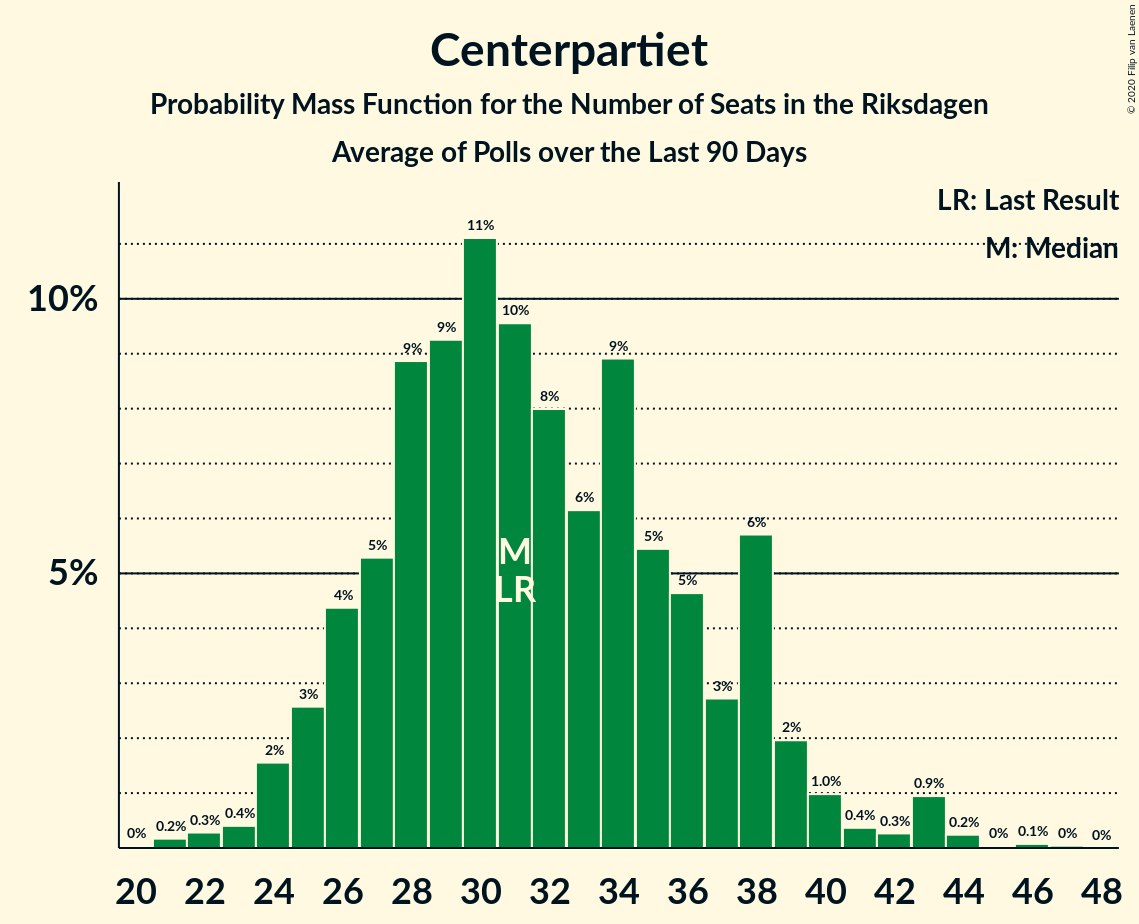 Centerpartiet
Probability Mass Function for the Number of Seats in the Riksdagen
Average of Polls over the Last 90 Days
© 2020 Filip van Laenen
LR: Last Result
M: Median
10%
5%
0% 0.2% 0.3% 0.4% 2% 3% 4% 5% 9% 9% 11% 10% 8% 6% 9% 5% 5% 3% 6% 2% 1.0% 0.4% 0.3% 0.9% 0.2% 0% 0.1% 0% 0%
M
LR
20 22 24 26 28 30 32 34 36 38 40 42 44 46 48